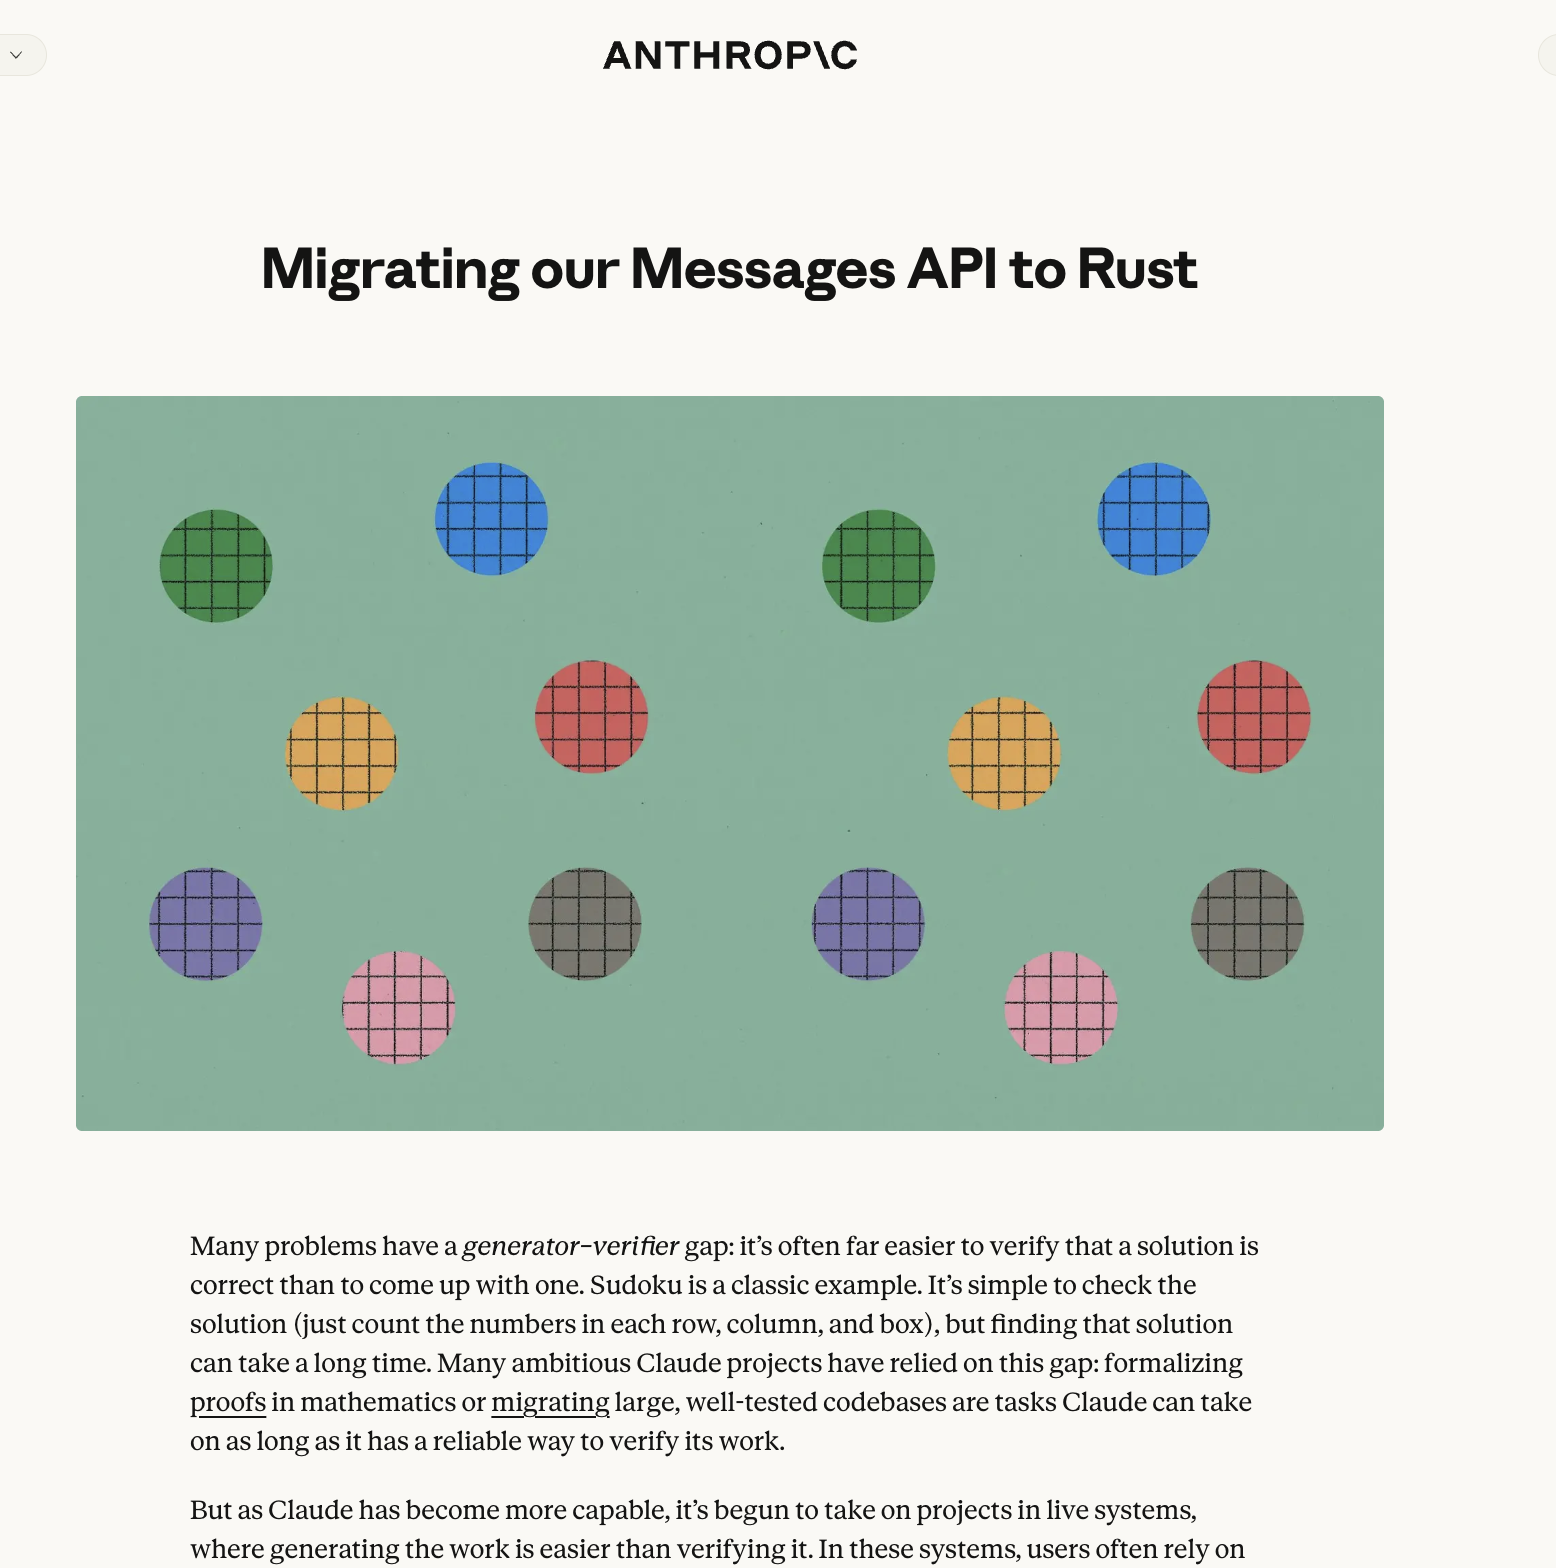 ANTHROP\C
Migrating our Messages API to Rust
Many problems have a generator–verifier gap: it’s often far easier to verify that a solution is
correct than to come up with one. Sudoku is a classic example. It’s simple to check the
solution (just count the numbers in each row, column, and box), but finding that solution
can take a long time. Many ambitious Claude projects have relied on this gap: formalizing
proofs in mathematics or migrating large, well-tested codebases are tasks Claude can take
on as long as it has a reliable way to verify its work.
But as Claude has become more capable, it’s begun to take on projects in live systems,
where generating the work is easier than verifying it. In these systems, users often rely on